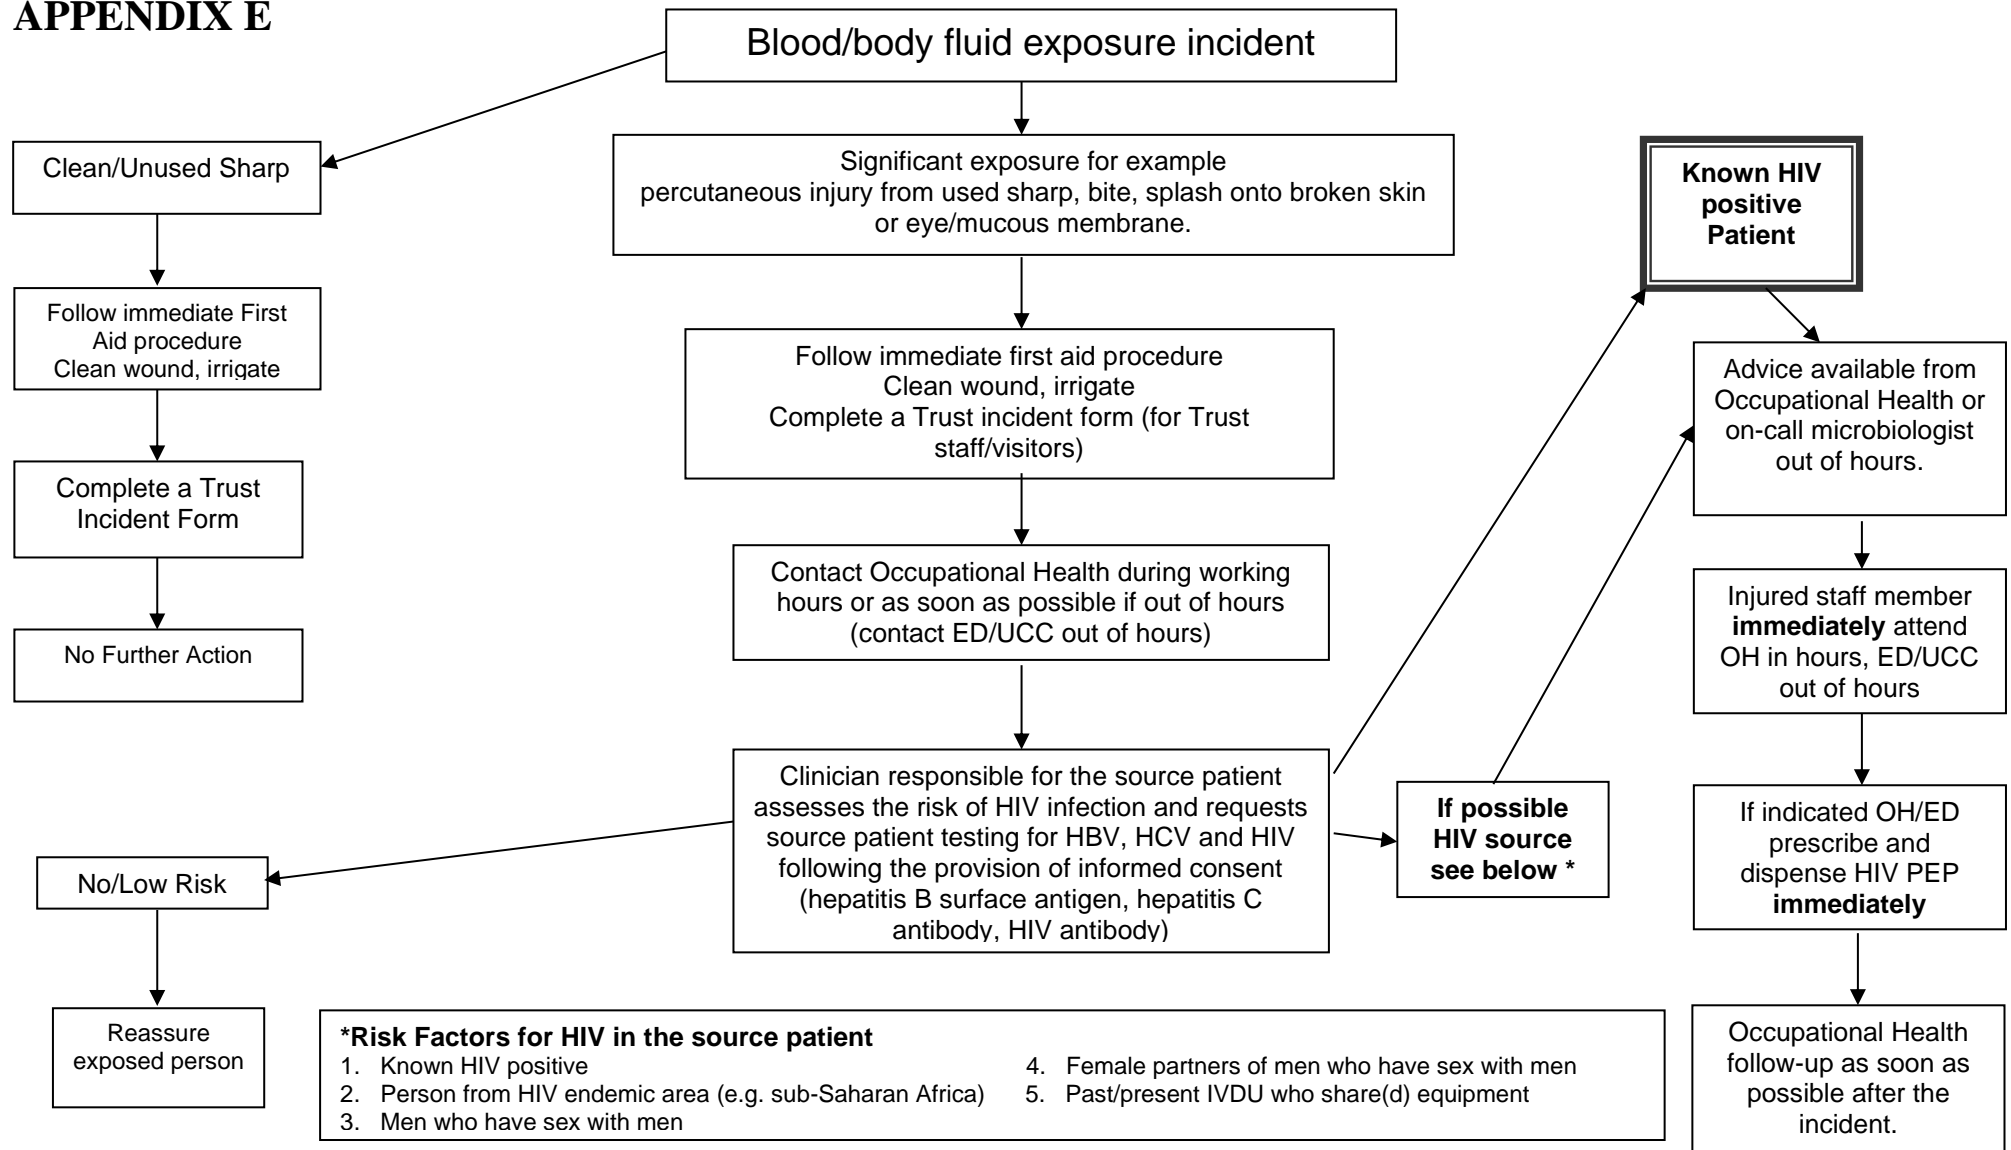 APPENDIX E
Blood/body fluid exposure incident
Clean/Unused Sharp
Follow immediate First
Aid procedure
Clean wound, irrigate
Complete a Trust
Incident Form
No Further Action
Significant exposure for example
percutaneous injury from used sharp, bite, splash onto broken skin
or eye/mucous membrane.
Follow immediate first aid procedure
Clean wound, irrigate
Complete a Trust incident form (for Trust
staff/visitors)
Contact Occupational Health during working
hours or as soon as possible if out of hours
(contact ED/UCC out of hours)
Clinician responsible for the source patient
assesses the risk of HIV infection and requests
source patient testing for HBV, HCV and HIV
following the provision of informed consent
(hepatitis B surface antigen, hepatitis C
antibody, HIV antibody)
No/Low Risk
Reassure
exposed person
If possible
HIV source
see below *
Known HIV
positive
Patient
Advice available from
Occupational Health or
on-call microbiologist
out of hours.
Injured staff member
immediately attend
OH in hours, ED/UCC
out of hours
If indicated OH/ED
prescribe and
dispense HIV PEP
immediately
Occupational Health
follow-up as soon as
possible after the
incident.
*Risk Factors for HIV in the source patient
1. Known HIV positive
2. Person from HIV endemic area (e.g. sub-Saharan Africa)
3. Men who have sex with men
4. Female partners of men who have sex with men
5. Past/present IVDU who share(d) equipment